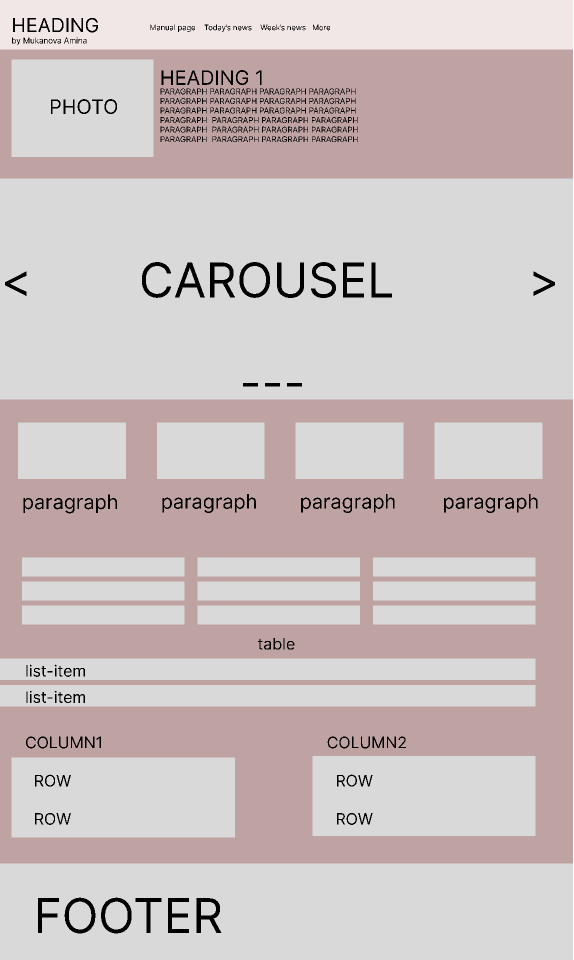 HEADING
by Mukanova Amina
Manual page Today's news Week's news More
PHOTO
HEADING 1
PARAGRAPH PARAGRAPH PARAGRAPH PARAGRAPH
PARAGRAPH PARAGRAPH PARAGRAPH PARAGRAPH
PARAGRAPH PARAGRAPH PARAGRAPH PARAGRAPH
PARAGRAPH PARAGRAPH PARAGRAPH PARAGRAPH
PARAGRAPH PARAGRAPH PARAGRAPH PARAGRAPH
PARAGRAPH PARAGRAPH PARAGRAPH PARAGRAPH
< CAROUSEL >
paragraph paragraph paragraph paragraph
table
list-item
list-item
COLUMN1 COLUMN2
ROW ROW
ROW ROW
FOOTER